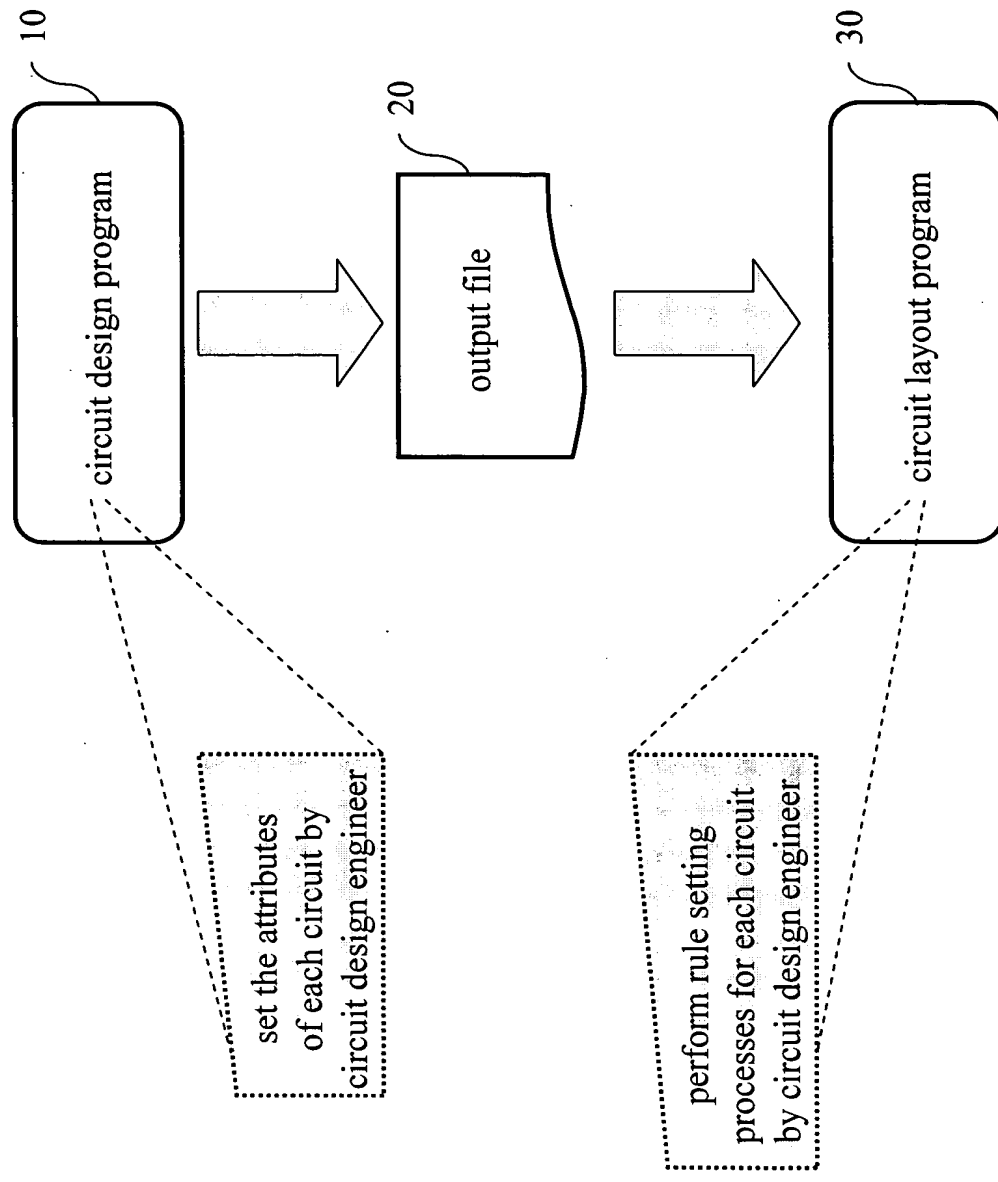 10
circuit design program
set the attributes
of each circuit by
circuit design engineer
20
output file
30
circuit layout program
perform rule setting
processes for each circuit
by circuit design engineer